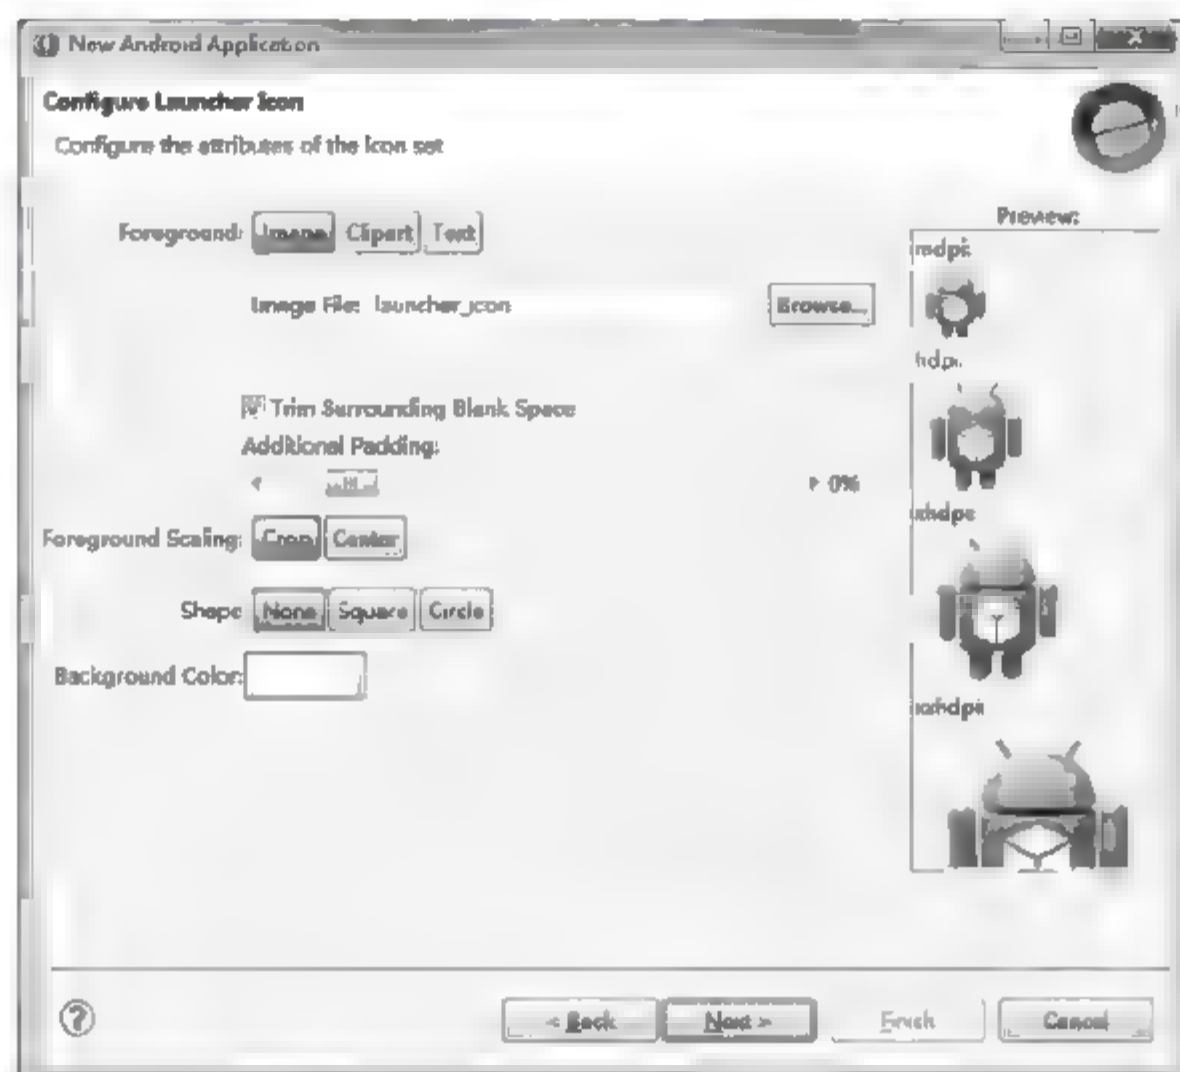 New Android Application
Configure Launcher Icon
Configure the attributes of the icon set
Preview:
Foreground: Image Clipart Text
mdpi:
Image File: launcher_icon Browse...
hdpi:
Trim Surrounding Blank Space
Additional Padding:
0%
xhdpi:
Foreground Scaling: Crop Center
Shape None Square Circle
Background Color:
xxhdpi:
< Back Next > Finish Cancel